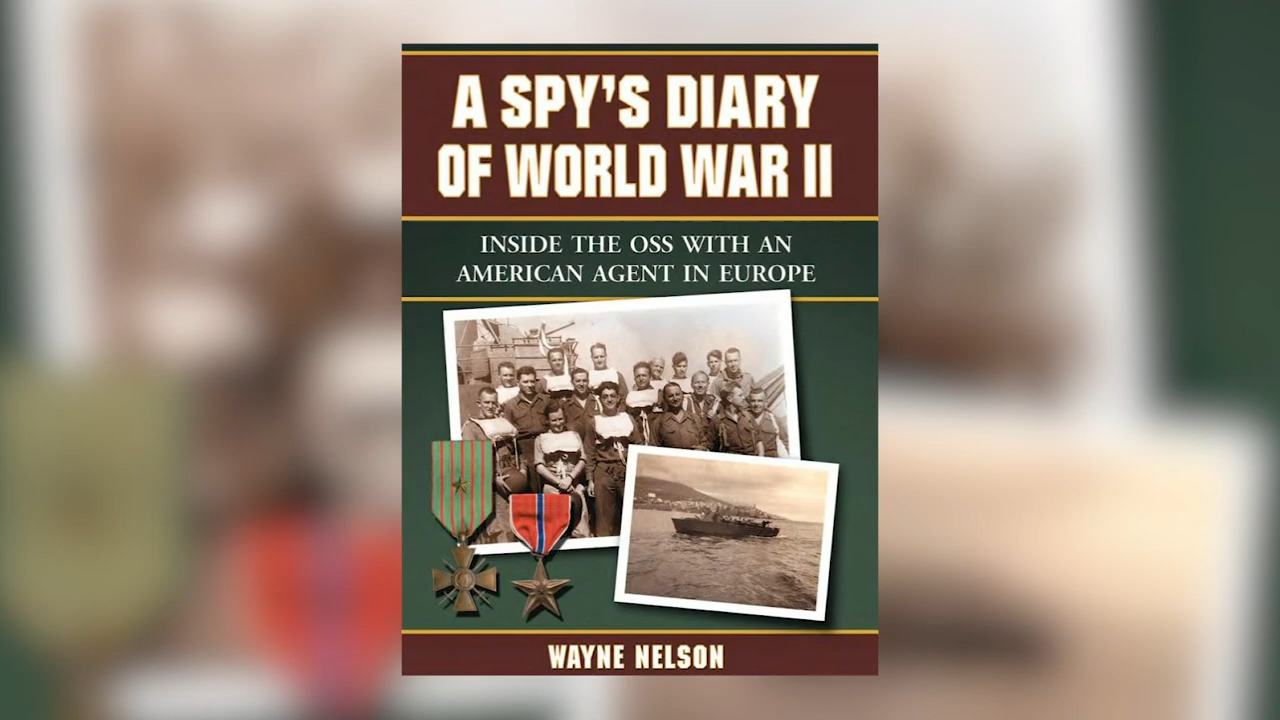 A SPY'S DIARY
OF WORLD WAR II
INSIDE THE OSS WITH AN
AMERICAN AGENT IN EUROPE
WAYNE NELSON